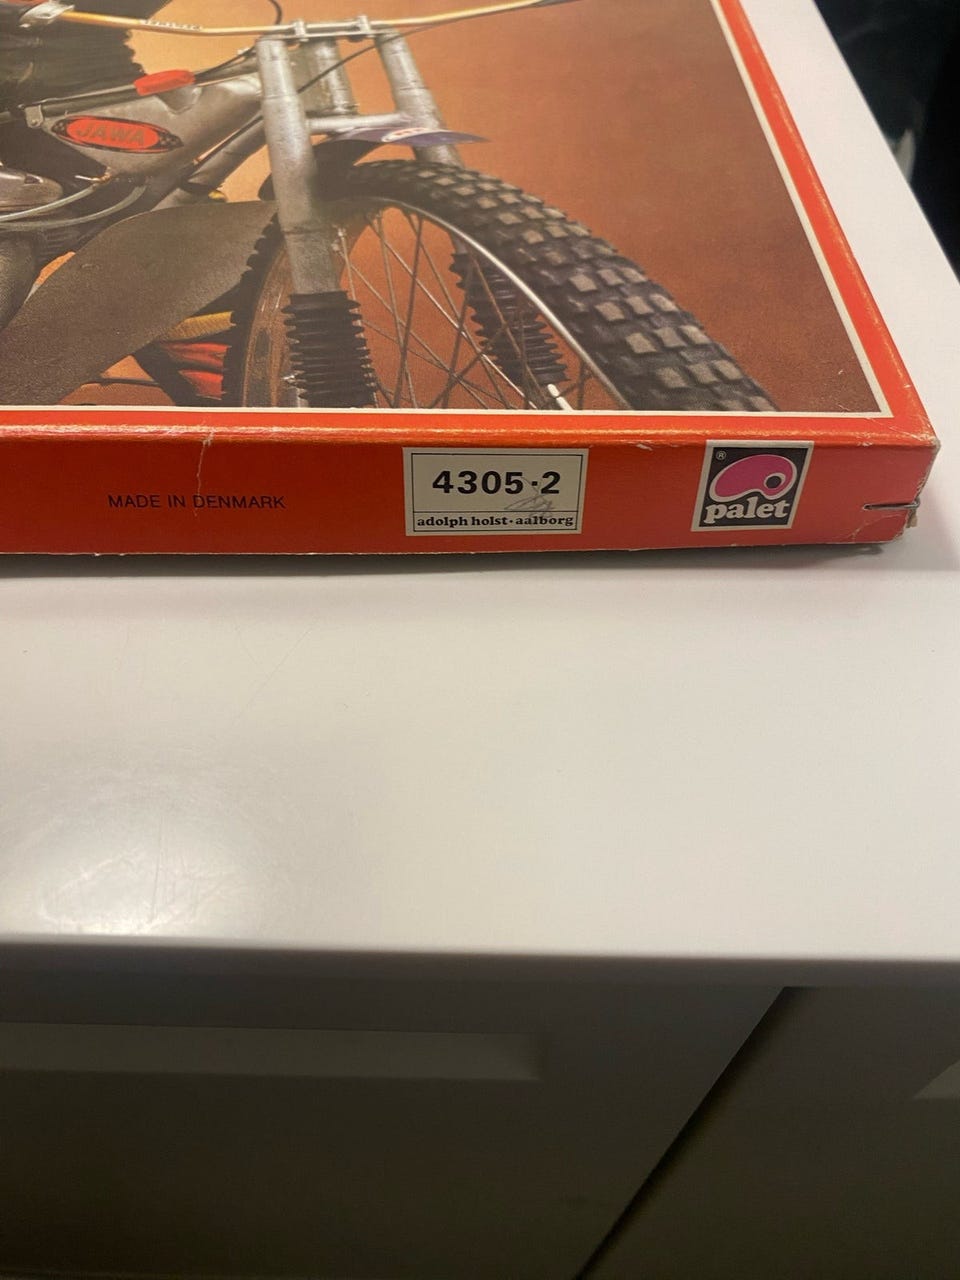 JAWA
MADE IN DENMARK
4305·2
adolph holst·aalborg
®
palet